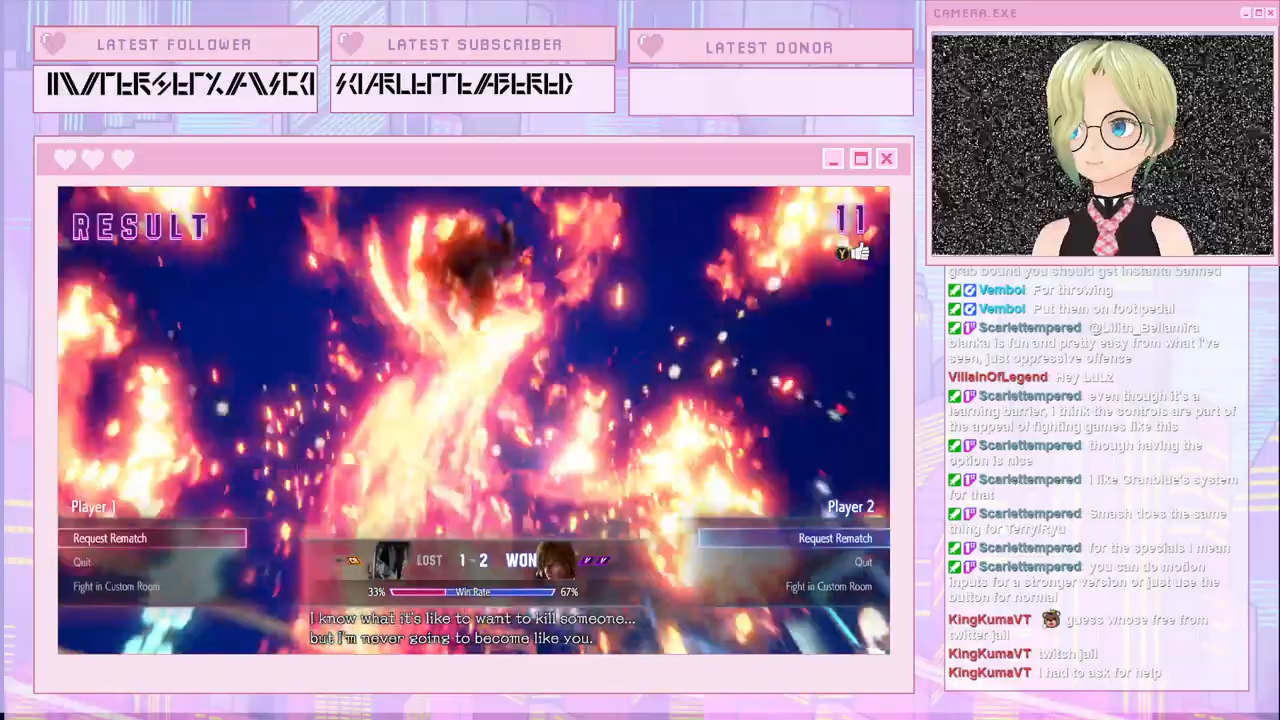 LATEST FOLLOWER
LATEST SUBSCRIBER
SCARLETTEMPERED
LATEST DONOR
CAMERA.EXE
RESULT
11
Y
Player 1
Request Rematch
Quit
Fight in Custom Room
LOST 1 - 2 WON
33% Win Rate 67%
Player 2
Request Rematch
Quit
Fight in Custom Room
I know what it's like to want to kill someone...
but I'm never going to become like you.
grab bound you should get instanta banned
Vembol For throwing
Vembol Put them on foot pedal
Scarlettempered @Lilith_Bellamira
blanka is fun and pretty easy from what i've
seen, just oppressive offence
VillainOfLegend Hey LuLz
Scarlettempered even though it's a
learning barrier, i think the controls are part of
the appeal of fighting games like this
Scarlettempered though having the
option is nice
Scarlettempered i like Granblue's system
for that
Scarlettempered Smash does the same
thing for Terry/Ryu
Scarlettempered for the specials i mean
Scarlettempered you can do motion
inputs for a stronger version or just use the
button for normal
KingKumaVT guess whose free from
twitter jail
KingKumaVT twitch jail
KingKumaVT I had to ask for help